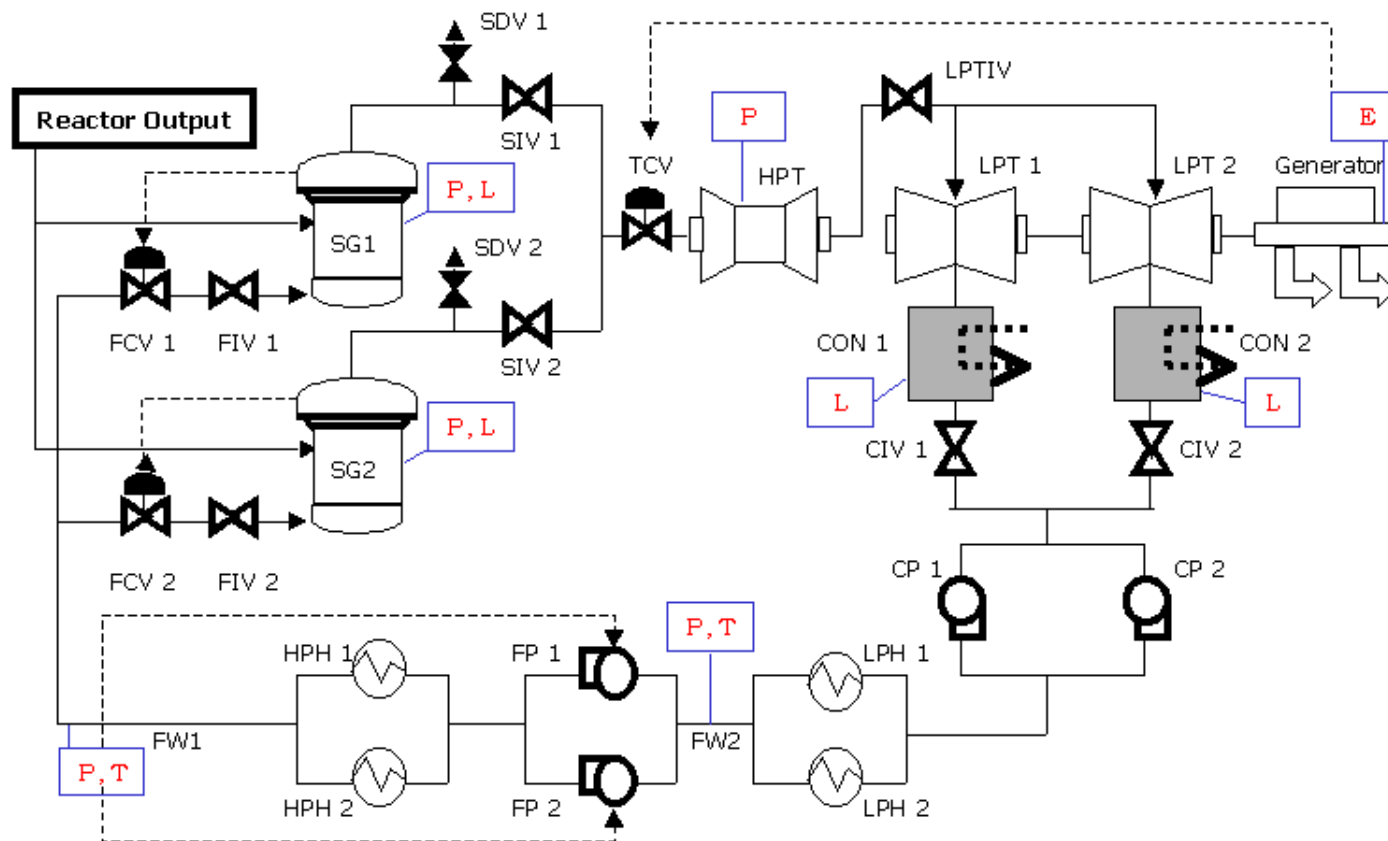 SDV 1
LPTIV
Reactor Output
P
E
SIV 1
TCV
HPT
LPT 1
LPT 2
Generator
P, L
SG1
SDV 2
FCV 1
FIV 1
SIV 2
CON 1
CON 2
L
L
P, L
SG2
CIV 1
CIV 2
FCV 2
FIV 2
CP 1
CP 2
P, T
HPH 1
FP 1
LPH 1
FW1
FW2
P, T
HPH 2
FP 2
LPH 2